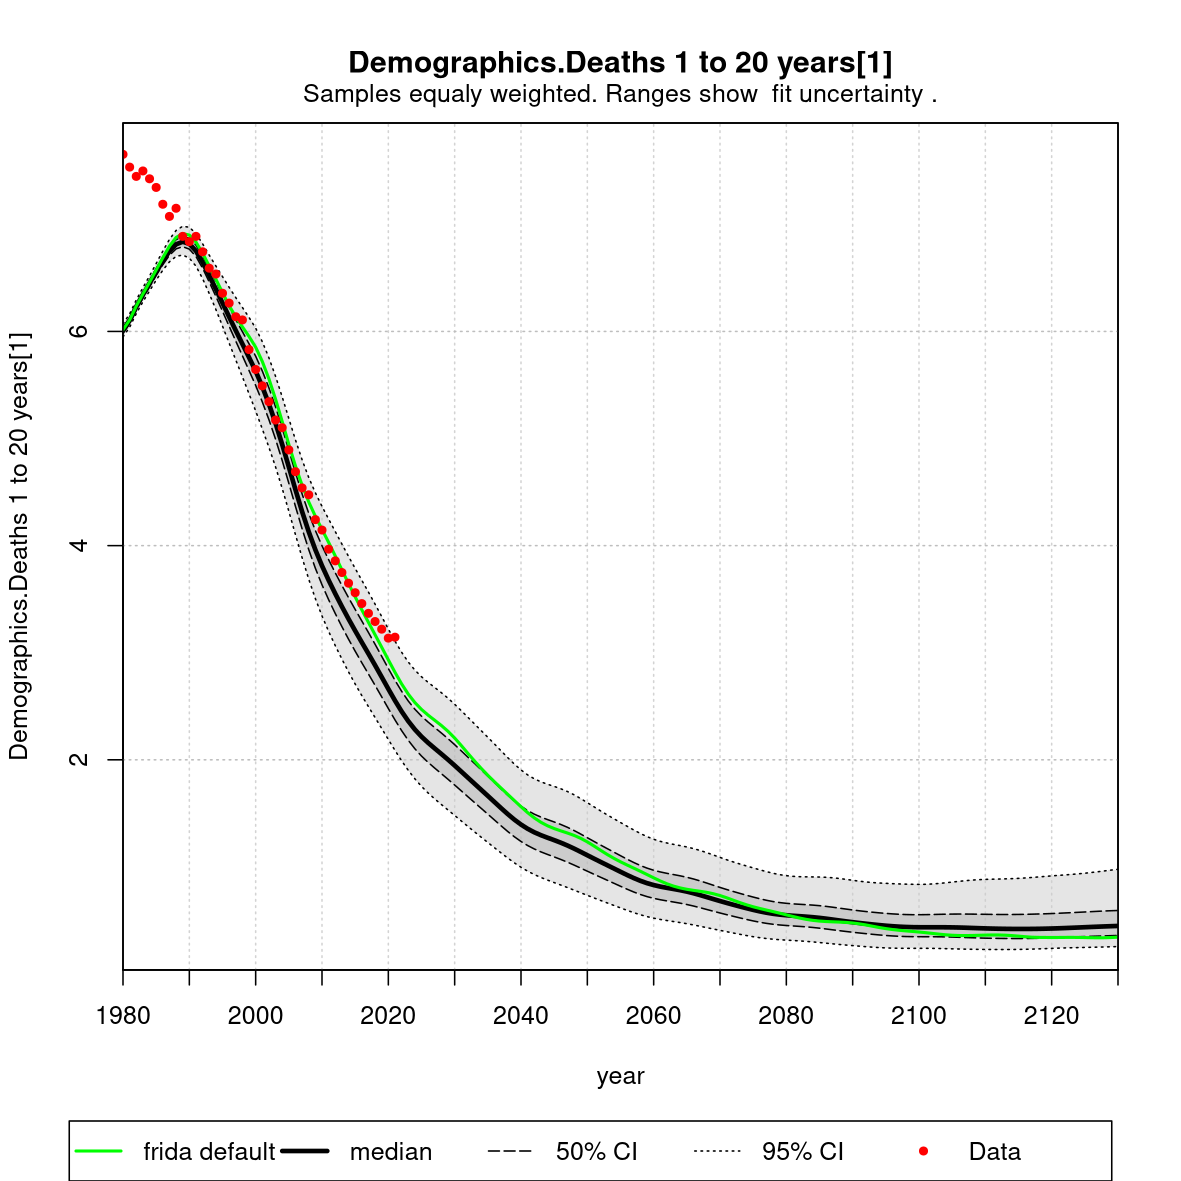 Demographics.Deaths 1 to 20 years[1]
Samples equaly weighted. Ranges show  fit uncertainty .
Demographics.Deaths 1 to 20 years[1]
6
4
2
1980 2000 2020 2040 2060 2080 2100 2120
year
frida default median 50% CI 95% CI Data